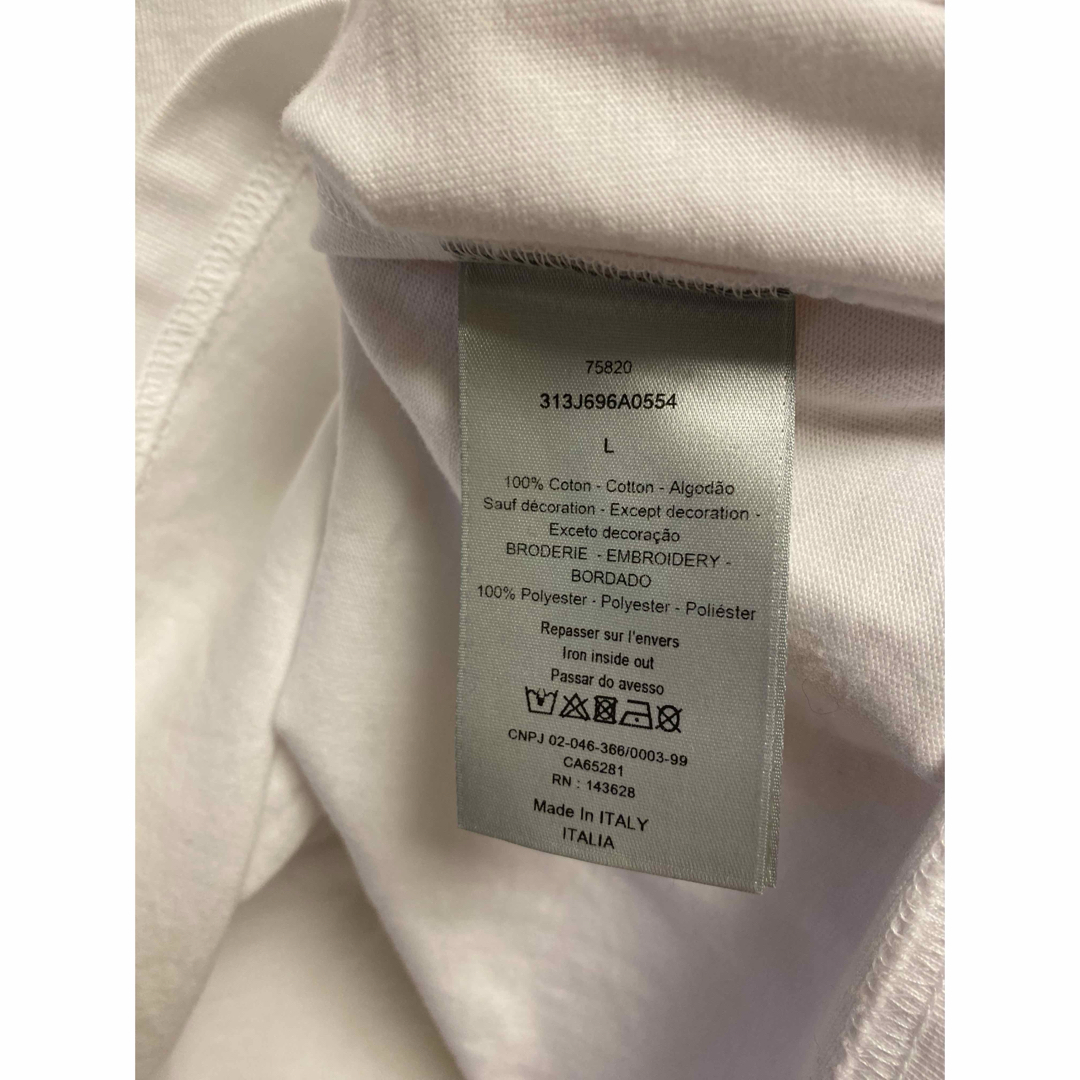 75820
313J696A0554
L
100% Coton - Cotton - Algodão
Sauf décoration - Except decoration -
Exceto decoração
BRODERIE - EMBROIDERY -
BORDADO
100% Polyester - Polyester - Poliéster
Repasser sur l'envers
Iron inside out
Passar do avesso
CNPJ 02-046-366/0003-99
CA65281
RN : 143628
Made In ITALY
ITALIA